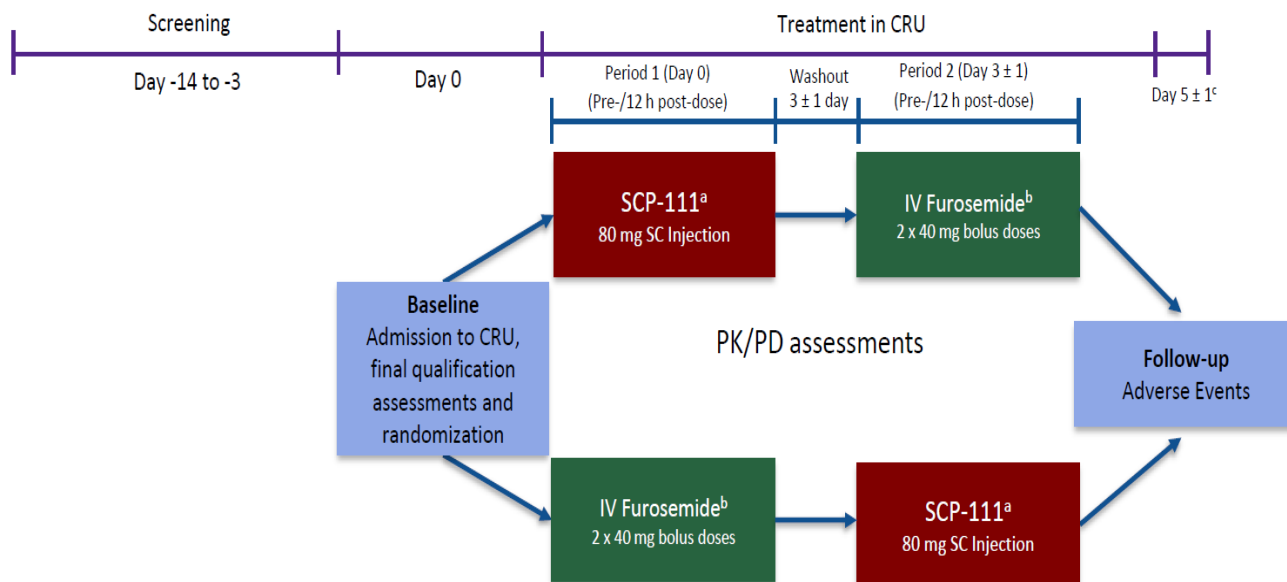 Screening
Treatment in CRU
Day -14 to -3
Day 0
Period 1 (Day 0)
(Pre-/12 h post-dose)
Washout
3 ± 1 day
Period 2 (Day 3 ± 1)
(Pre-/12 h post-dose)
Day 5 ± 1ᶜ
SCP-111ᵃ
80 mg SC Injection
IV Furosemideᵇ
2 x 40 mg bolus doses
Baseline
Admission to CRU,
final qualification
assessments and
randomization
PK/PD assessments
Follow-up
Adverse Events
IV Furosemideᵇ
2 x 40 mg bolus doses
SCP-111ᵃ
80 mg SC Injection